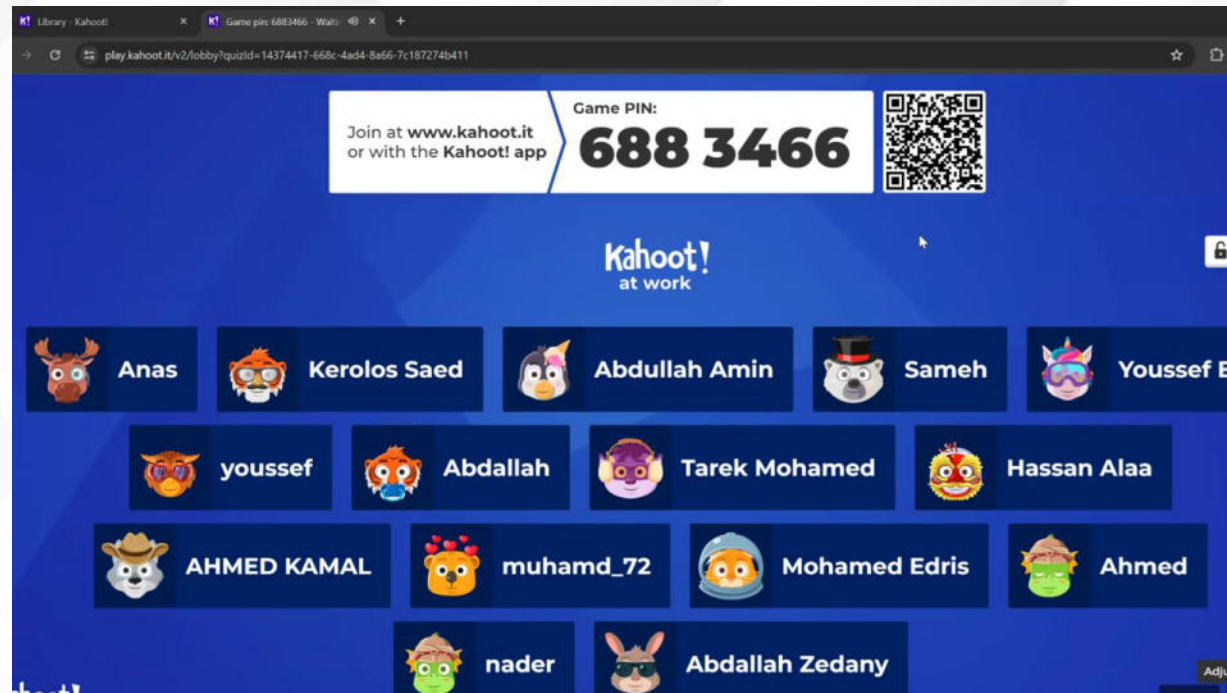 Library - Kahoot!
Game pin: 6883466 - Waitin
play.kahoot.it/v2/lobby?quizId=14374417-668c-4ad4-8a66-7c187274b411
Join at www.kahoot.it
or with the Kahoot! app
Game PIN:
688 3466
Kahoot!
at work
Anas
Kerolos Saed
Abdullah Amin
Sameh
Youssef E
youssef
Abdallah
Tarek Mohamed
Hassan Alaa
AHMED KAMAL
muhamd_72
Mohamed Edris
Ahmed
nader
Abdallah Zedany